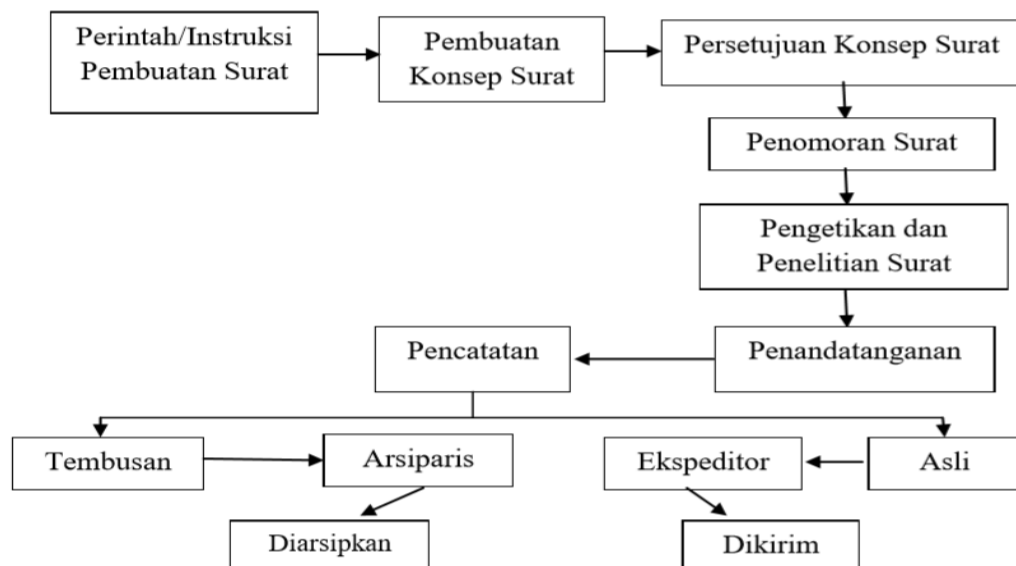 Perintah/Instruksi
Pembuatan Surat
Pembuatan
Konsep Surat
Persetujuan Konsep Surat
Penomoran Surat
Pengetikan dan
Penelitian Surat
Penandatanganan
Pencatatan
Tembusan
Arsiparis
Ekspeditor
Asli
Diarsipkan
Dikirim